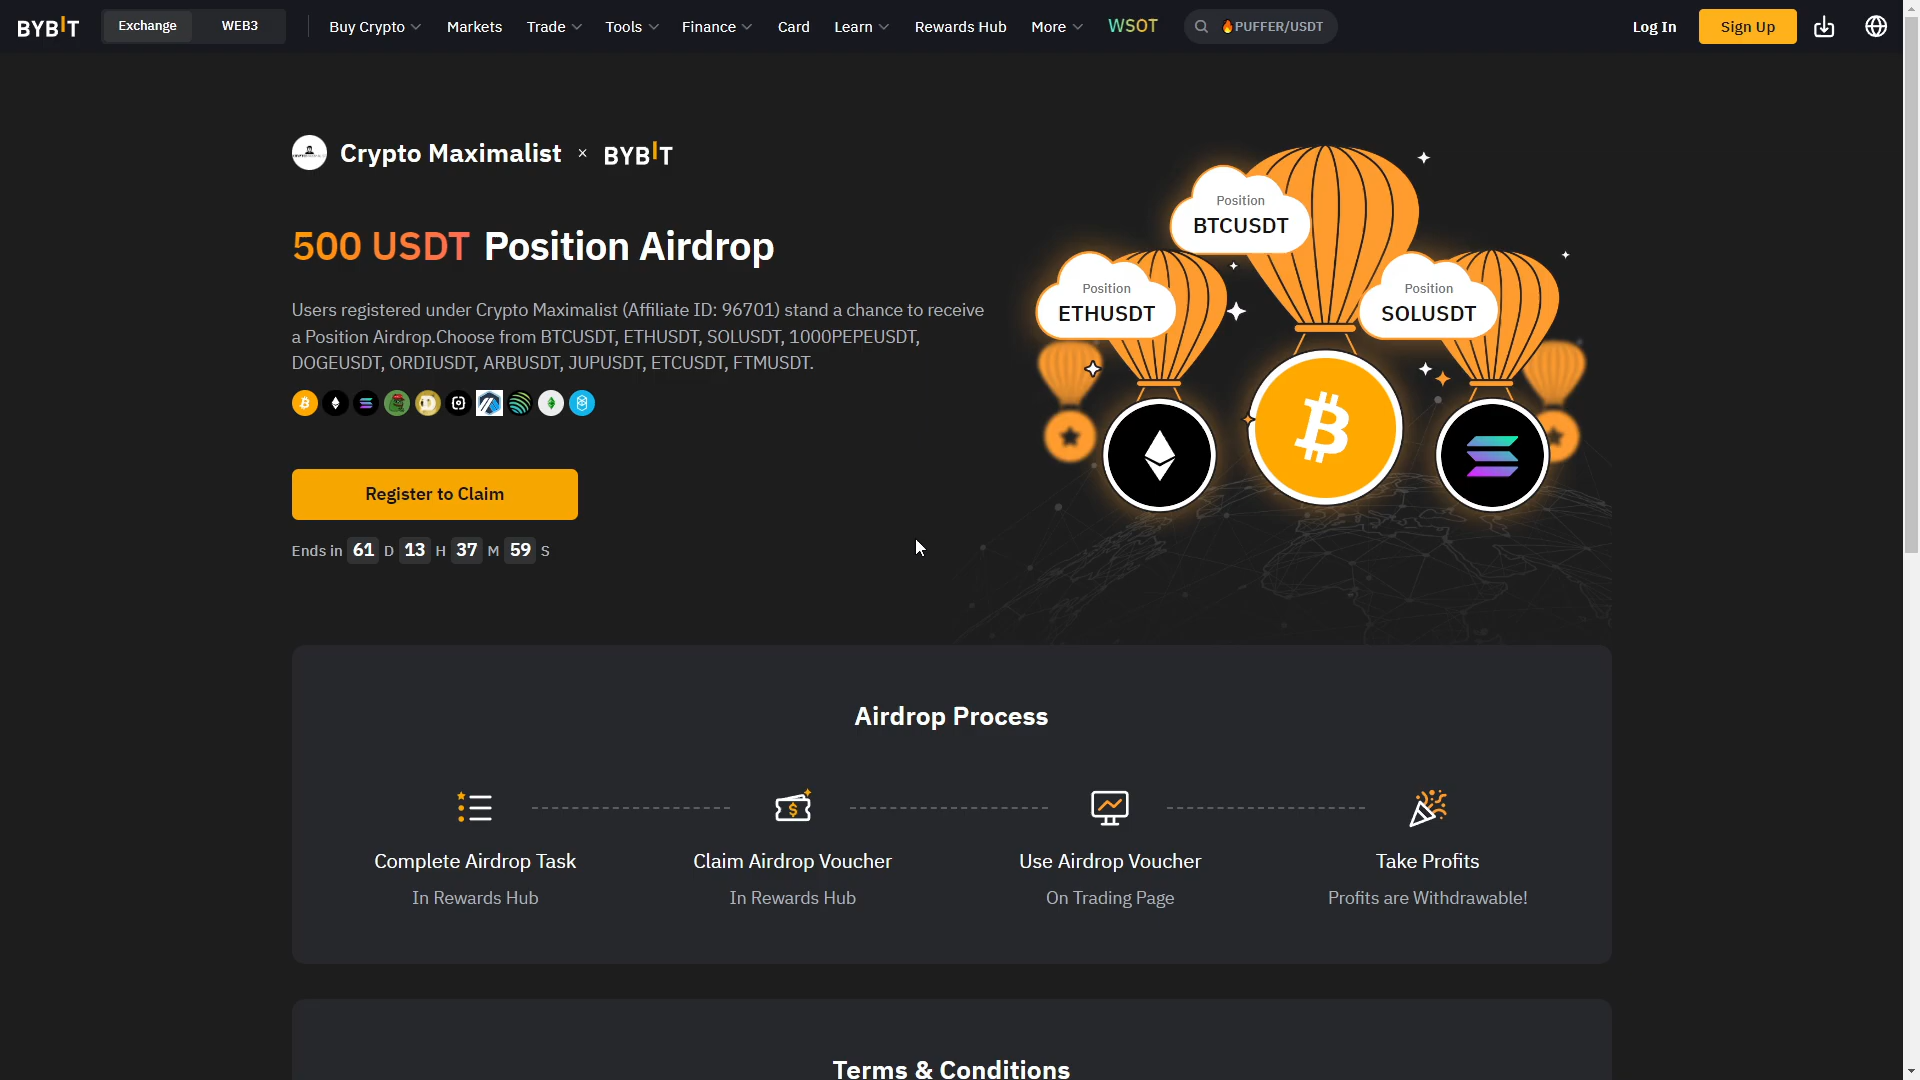 BYBIT
Exchange
WEB3
Buy Crypto
Markets
Trade
Tools
Finance
Card
Learn
Rewards Hub
More
WSOT
🔥PUFFER/USDT
Log In
Sign Up
Crypto Maximalist × BYBIT
500 USDT Position Airdrop
Users registered under Crypto Maximalist (Affiliate ID: 96701) stand a chance to receive
a Position Airdrop.Choose from BTCUSDT, ETHUSDT, SOLUSDT, 1000PEPEUSDT,
DOGEUSDT, ORDIUSDT, ARBUSDT, JUPUSDT, ETCUSDT, FTMUSDT.
Register to Claim
Ends in 61 D 13 H 37 M 59 S
Position
BTCUSDT
Position
ETHUSDT
Position
SOLUSDT
Airdrop Process
Complete Airdrop Task
In Rewards Hub
Claim Airdrop Voucher
In Rewards Hub
Use Airdrop Voucher
On Trading Page
Take Profits
Profits are Withdrawable!
Terms & Conditions